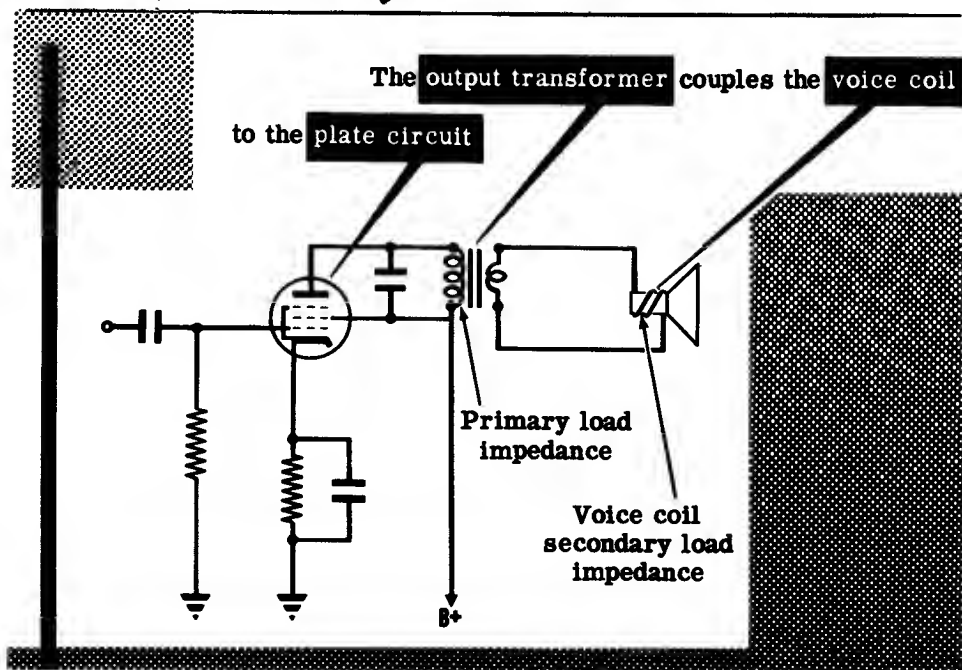 The output transformer couples the voice coil
to the plate circuit
Primary load
impedance
Voice coil
secondary load
impedance
B+